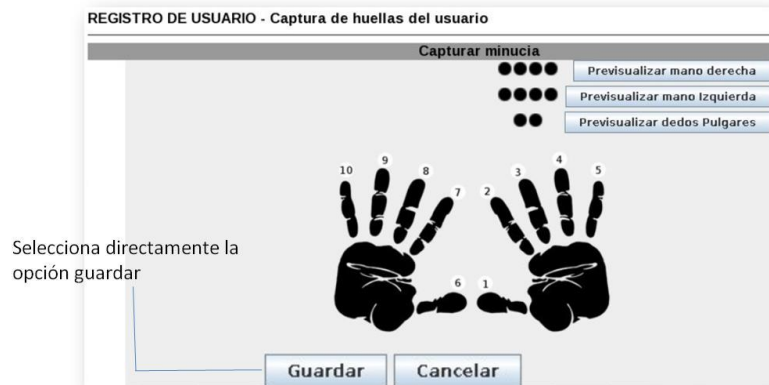 REGISTRO DE USUARIO - Captura de huellas del usuario
Capturar minucia
Previsualizar mano derecha
Previsualizar mano Izquierda
Previsualizar dedos Pulgares
10 9 8 7 2 3 4 5
6 1
Selecciona directamente la
opción guardar
Guardar Cancelar